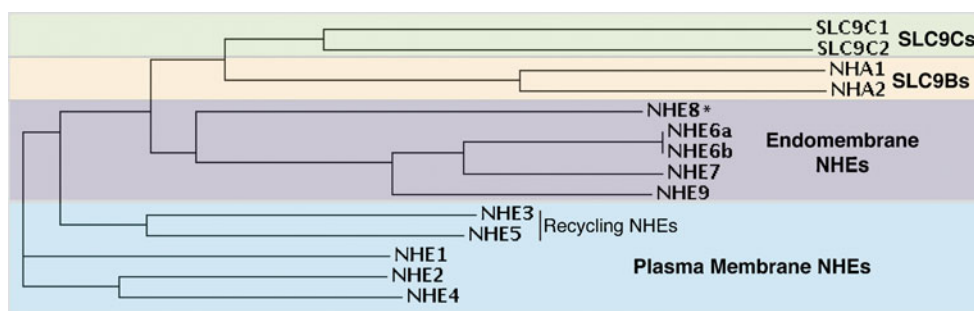 SLC9C1
SLC9C2
SLC9Cs
NHA1
NHA2
SLC9Bs
NHE8*
NHE6a
NHE6b
NHE7
NHE9
Endomembrane
NHEs
NHE3
NHE5
Recycling NHEs
NHE1
NHE2
NHE4
Plasma Membrane NHEs